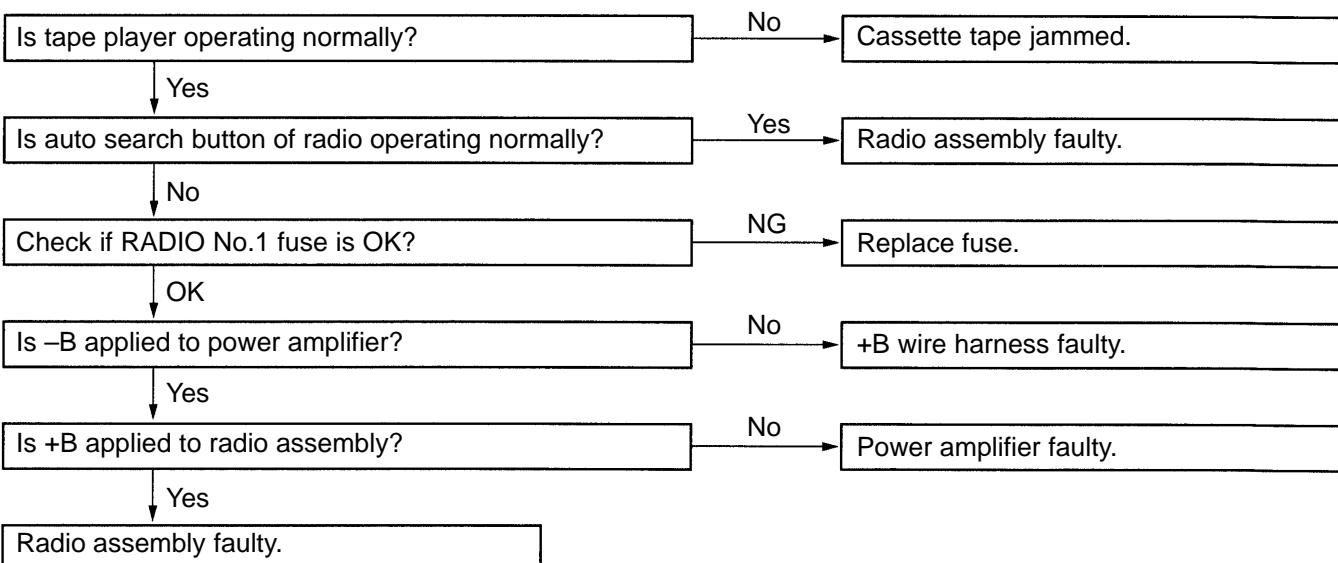 Is tape player operating normally?
No
Cassette tape jammed.
Yes
Is auto search button of radio operating normally?
Yes
Radio assembly faulty.
No
Check if RADIO No.1 fuse is OK?
NG
Replace fuse.
OK
Is –B applied to power amplifier?
No
+B wire harness faulty.
Yes
Is +B applied to radio assembly?
No
Power amplifier faulty.
Yes
Radio assembly faulty.